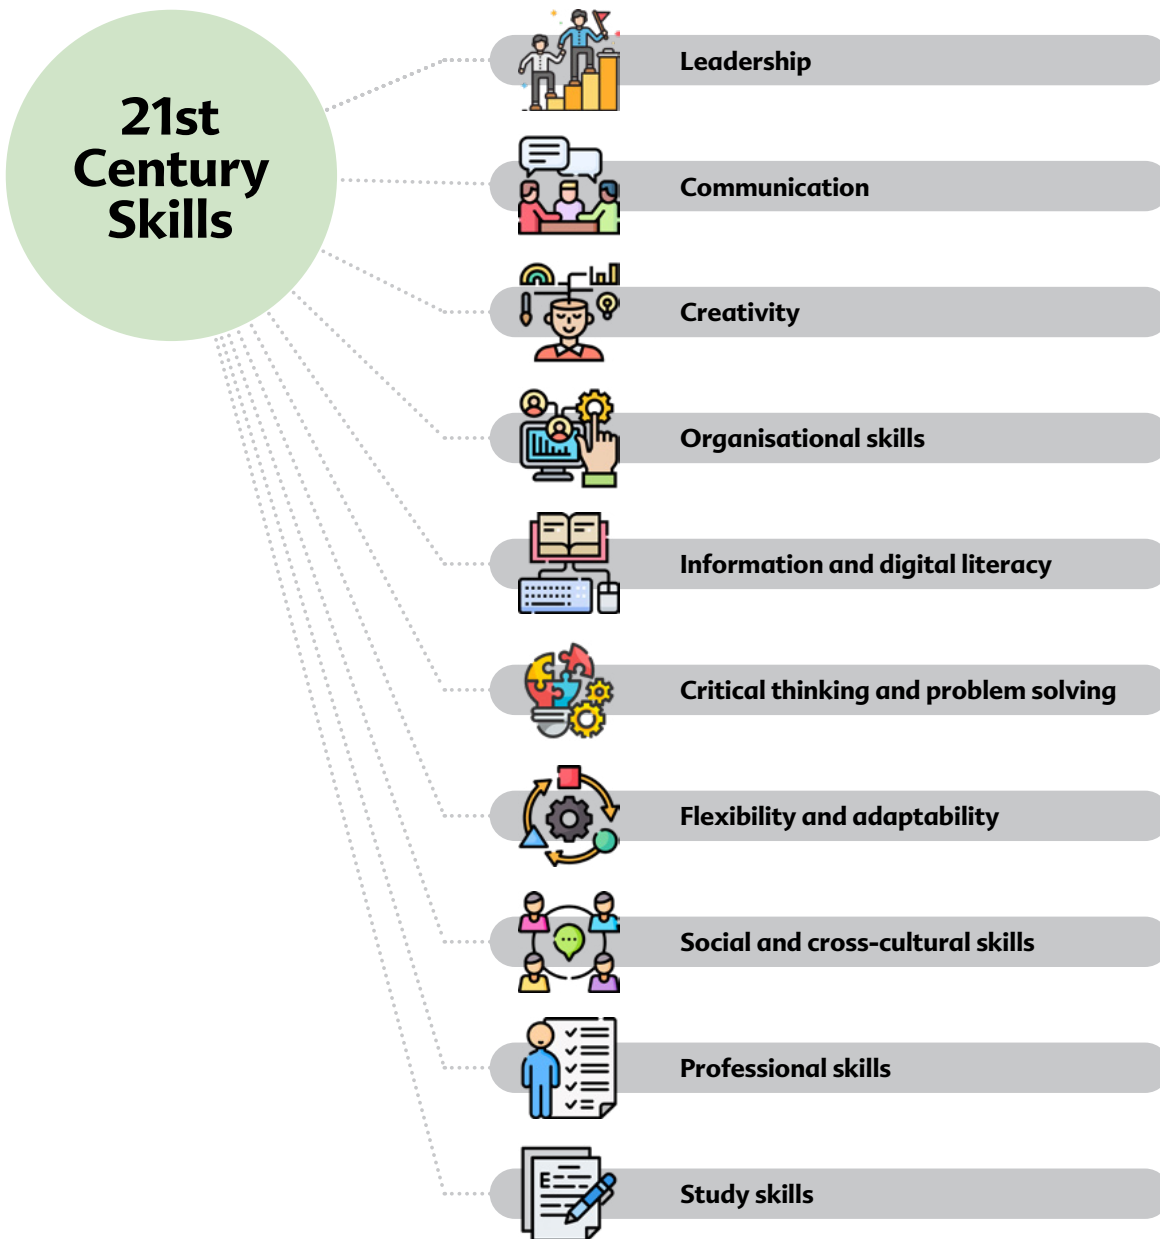 21st
Century
Skills
Leadership
Communication
Creativity
Organisational skills
Information and digital literacy
Critical thinking and problem solving
Flexibility and adaptability
Social and cross-cultural skills
Professional skills
Study skills
E